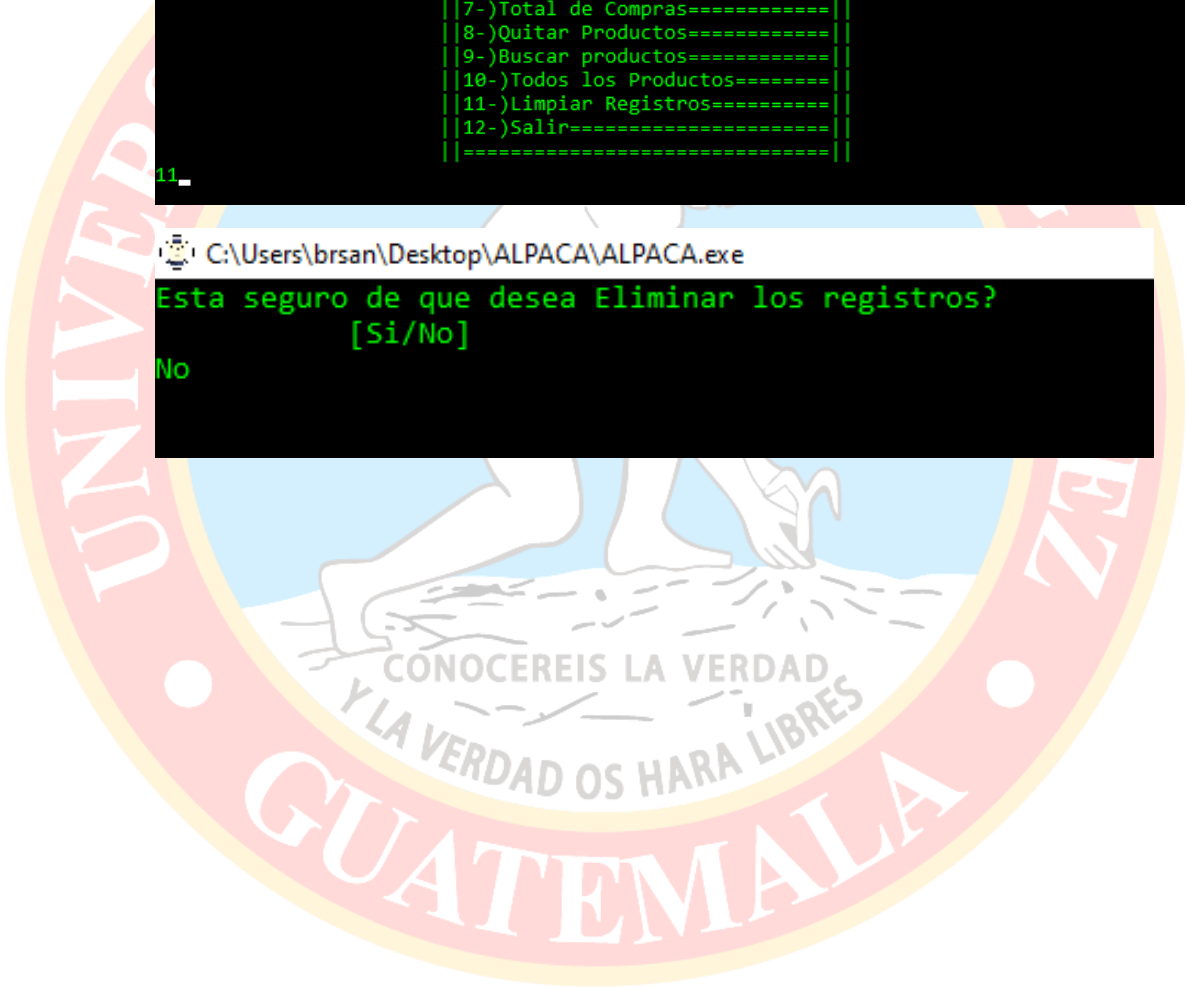 ||7-)Total de Compras============||
||8-)Quitar Productos============||
||9-)Buscar productos============||
||10-)Todos los Productos========||
||11-)Limpiar Registros==========||
||12-)Salir======================||
||===============================||
11_
C:\Users\brsan\Desktop\ALPACA\ALPACA.exe
Esta seguro de que desea Eliminar los registros?
[Si/No]
No
CONOCEREIS LA VERDAD
Y LA VERDAD OS HARA LIBRES
GUATEMALA